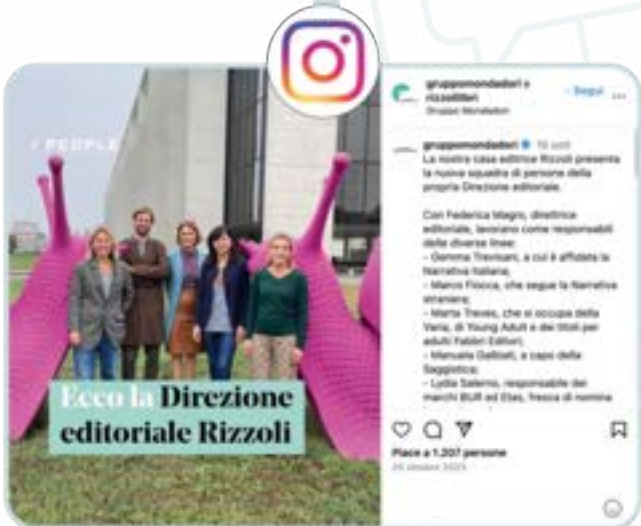 / PEOPLE
Ecco la Direzione
editoriale Rizzoli
gruppomondadori e
rizzolilibri
Gruppo Mondadori
Segui
gruppomondadori
La nostra casa editrice Rizzoli presenta
la nuova squadra di persone della
propria Direzione editoriale.
Con Federica Magro, direttrice
editoriale, lavorano come responsabili
delle diverse linee:
- Gemma Trevisani, a cui è affidata la
Narrativa Italiana;
- Marco Fiocca, che segue la Narrativa
straniera;
- Marta Treves, che si occupa della
Varia, di Young Adult e dei titoli per
adulti Fabbri Editori;
- Manuela Galbiati, a capo della
Saggistica;
- Lydia Salerno, responsabile dei
marchi BUR ed Etas, fresca di nomina
Piace a 1.207 persone
ottobre 2023